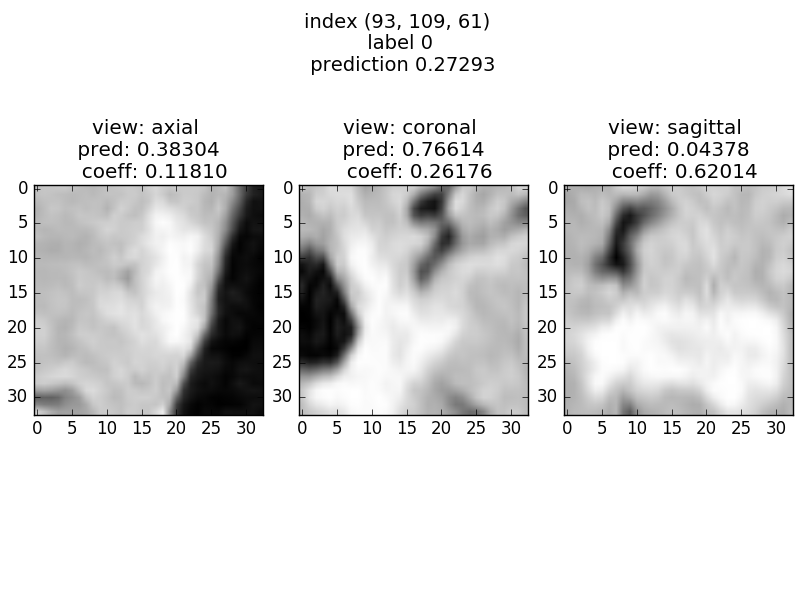 index (93, 109, 61)
label 0
prediction 0.27293
view: axial
pred: 0.38304
coeff: 0.11810
view: coronal
pred: 0.76614
coeff: 0.26176
view: sagittal
pred: 0.04378
coeff: 0.62014
0
5
10
15
20
25
30
0 5 10 15 20 25 30
0
5
10
15
20
25
30
0 5 10 15 20 25 30
0
5
10
15
20
25
30
0 5 10 15 20 25 30